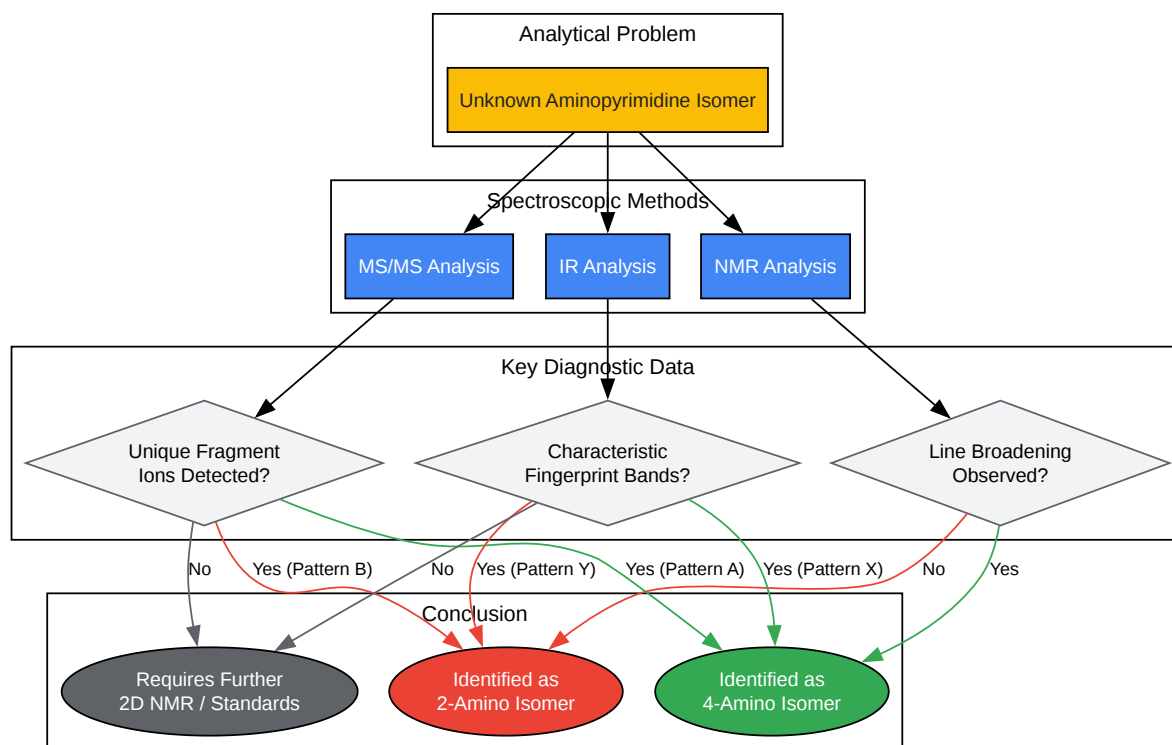 Analytical Problem
Unknown Aminopyrimidine Isomer
Spectroscopic Methods
MS/MS Analysis
IR Analysis
NMR Analysis
Key Diagnostic Data
Unique Fragment
Ions Detected?
Characteristic
Fingerprint Bands?
Line Broadening
Observed?
No
Yes (Pattern B)
No
Yes (Pattern Y)
Yes (Pattern A)
Yes (Pattern X)
No
Yes
Conclusion
Requires Further
2D NMR / Standards
Identified as
2-Amino Isomer
Identified as
4-Amino Isomer